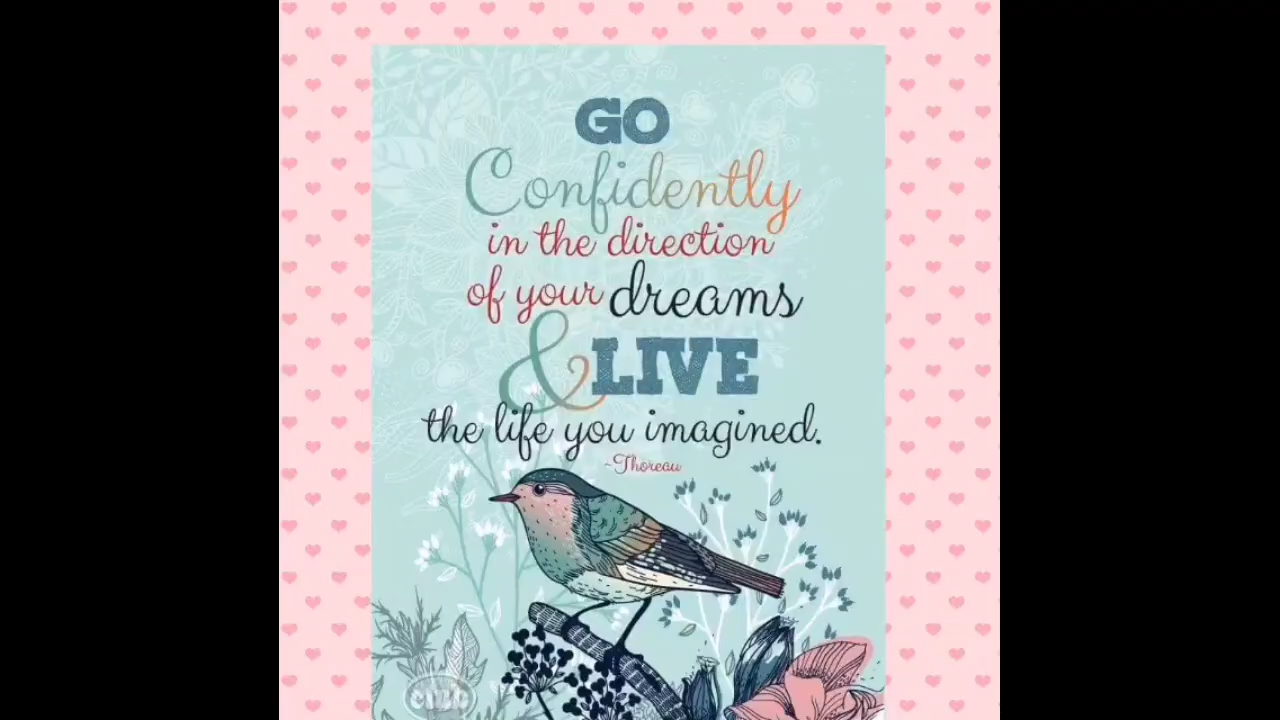 GO
Confidently
in the direction
of your dreams
& LIVE
the life you imagined.
~Thoreau